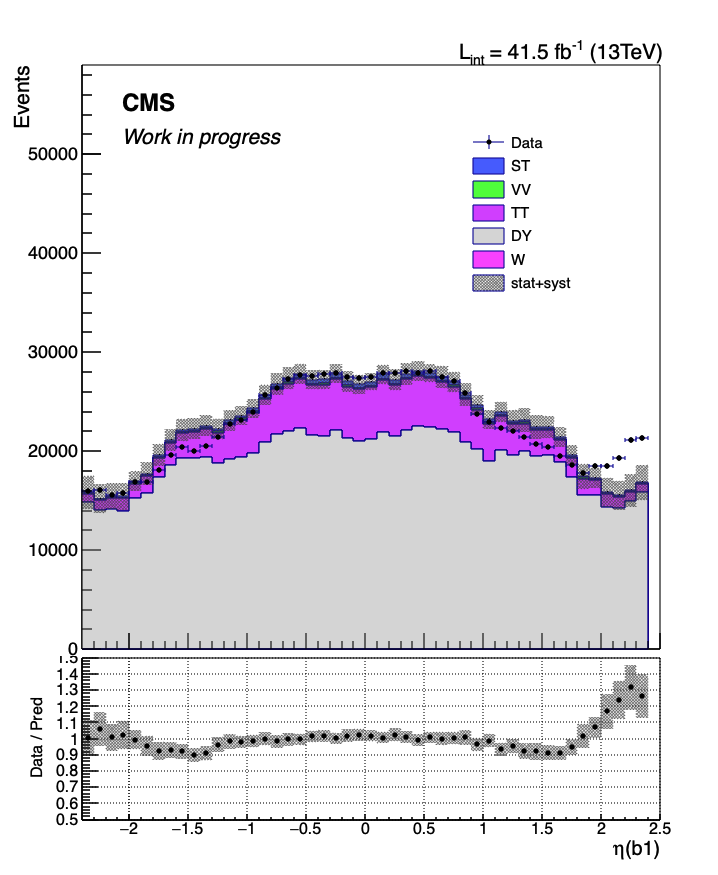 L_int = 41.5 fb⁻¹ (13TeV)
Events
CMS
Work in progress
50000
40000
30000
20000
10000
0
Data
ST
VV
TT
DY
W
stat+syst
Data / Pred
1.5
1.4
1.3
1.2
1.1
1
0.9
0.8
0.7
0.6
0.5
−2 −1.5 −1 −0.5 0 0.5 1 1.5 2 2.5
η(b1)